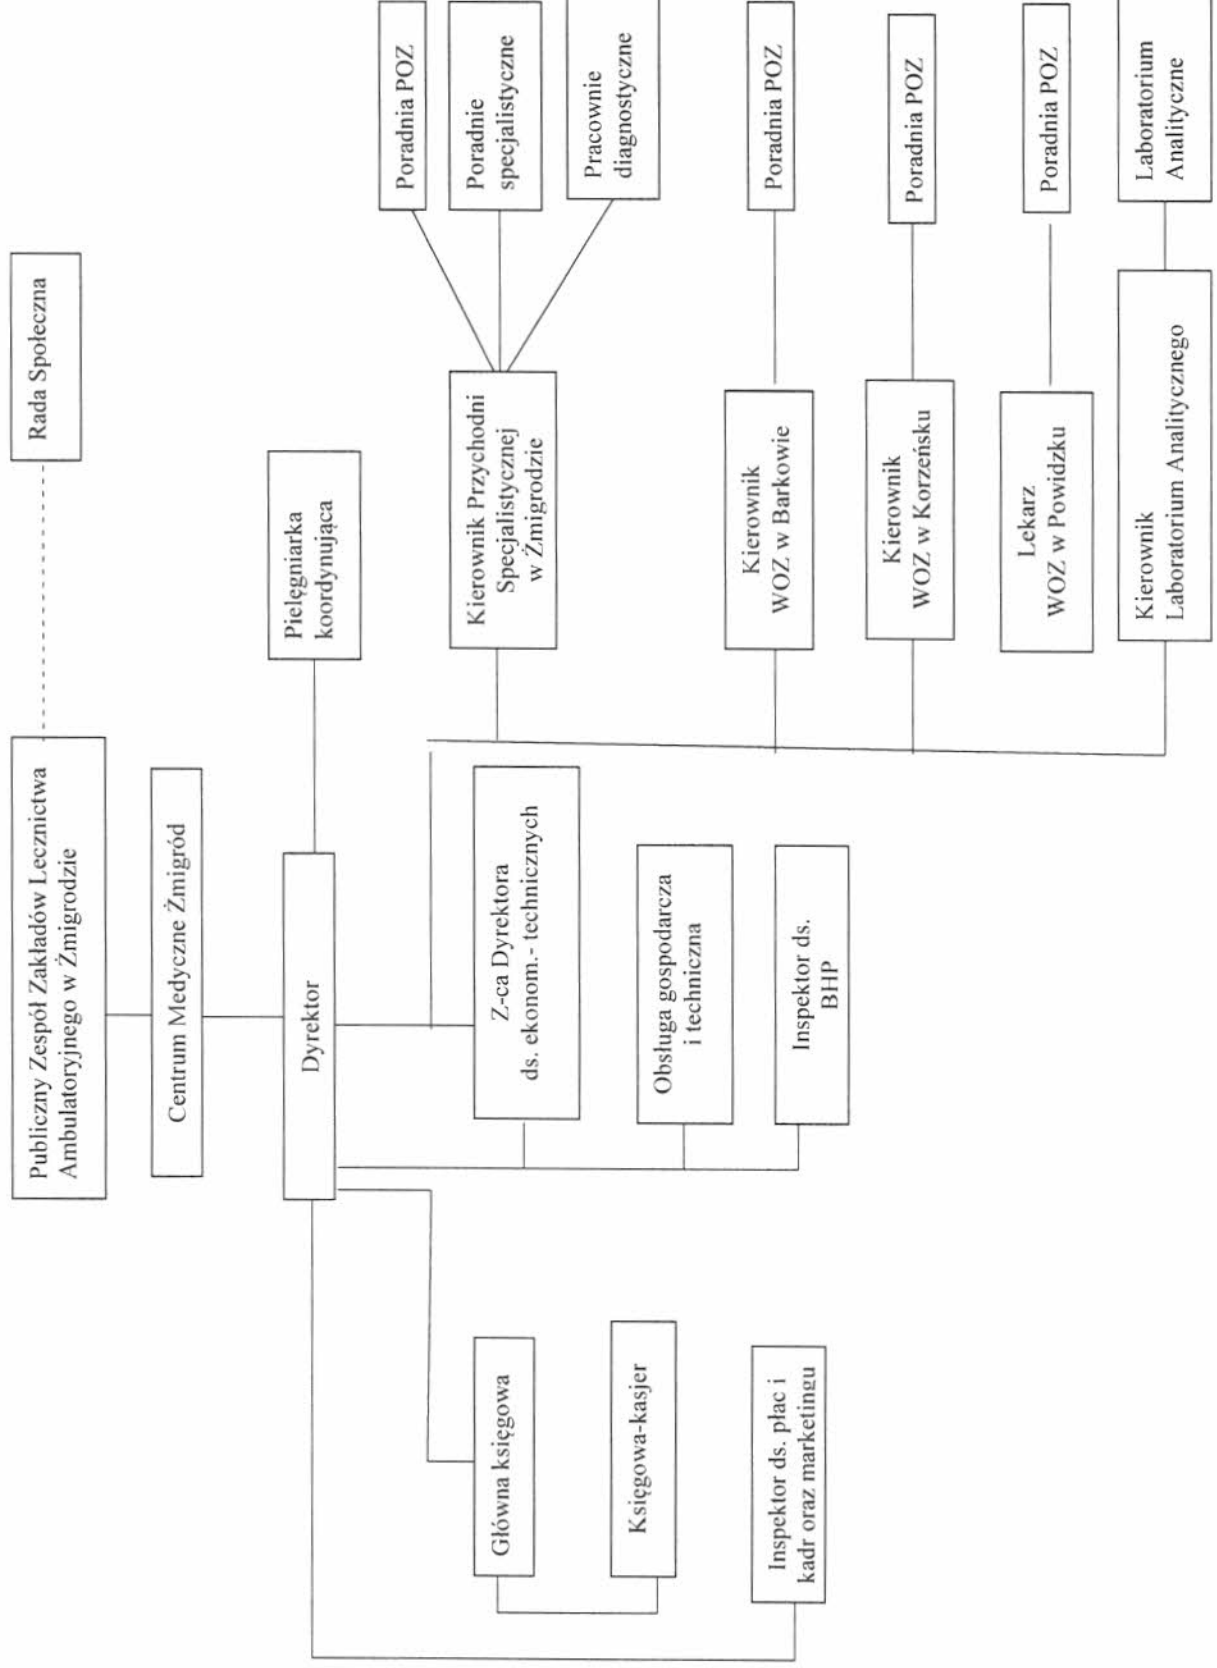 Publiczny Zespół Zakładów Lecznictwa
Ambulatoryjnego w Żmigrodzie
Rada Społeczna
Centrum Medyczne Żmigród
Dyrektor
Pielęgniarka
koordynująca
Główna księgowa
Księgowa-kasjer
Inspektor ds. płac i
kadr oraz marketingu
Z-ca Dyrektora
ds. ekonom.- technicznych
Obsługa gospodarcza
i techniczna
Inspektor ds.
BHP
Kierownik Przychodni
Specjalistycznej
w Żmigrodzie
Poradnia POZ
Poradnie
specjalistyczne
Pracownie
diagnostyczne
Kierownik
WOZ w Barkowie
Poradnia POZ
Kierownik
WOZ w Korzeńsku
Poradnia POZ
Lekarz
WOZ w Powidzku
Poradnia POZ
Kierownik
Laboratorium Analitycznego
Laboratorium
Analityczne